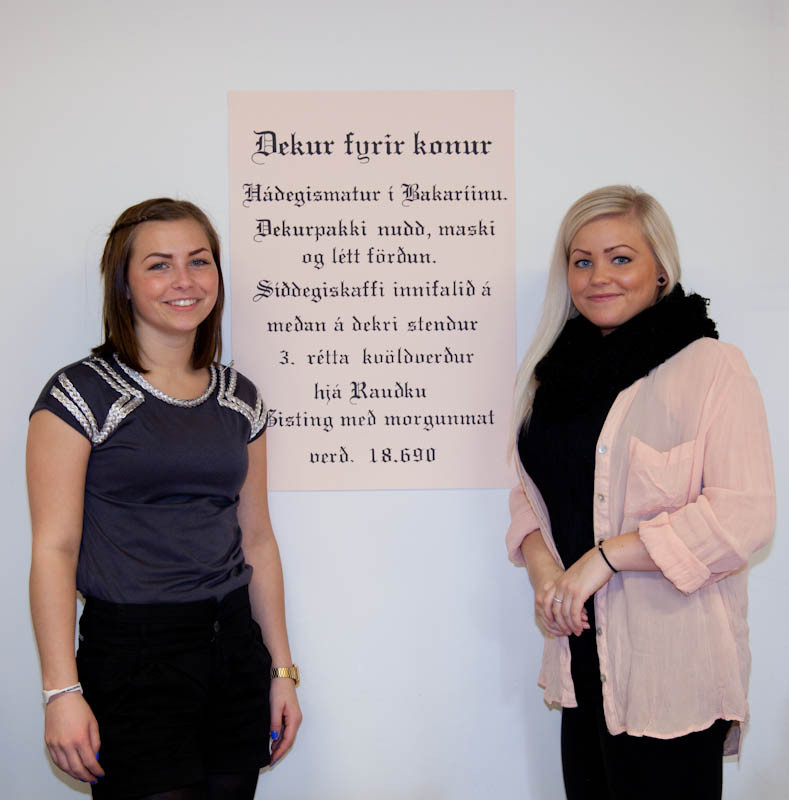 Dekur fyrir konur
Hádegismatur í Bakaríinu.
Dekurpakki nudd, maski
og létt förðun.
Síðdegiskaffi innifalið á
meðan á dekri stendur
3. rétta kvöldverður
hjá Rauðku
Gisting með morgunmat
verð. 18.690